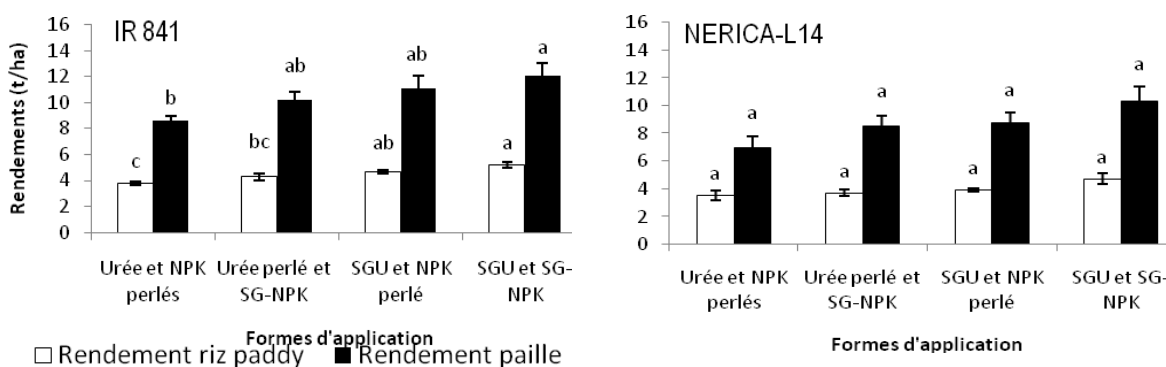 IR 841
Rendements (t/ha)
16
14
12
10
8
6
4
2
0
c
b
bc
ab
ab
ab
a
a
Urée et NPK
perlés
Urée perlé et
SG-NPK
SGU et NPK
perlé
SGU et SG-
NPK
Formes d'application
Rendement riz paddy
Rendement paille
NERICA-L14
16
14
12
10
8
6
4
2
0
a
a
a
a
a
a
a
a
Urée et NPK
perlés
Urée perlé et
SG-NPK
SGU et NPK
perlé
SGU et SG-
NPK
Formes d'application